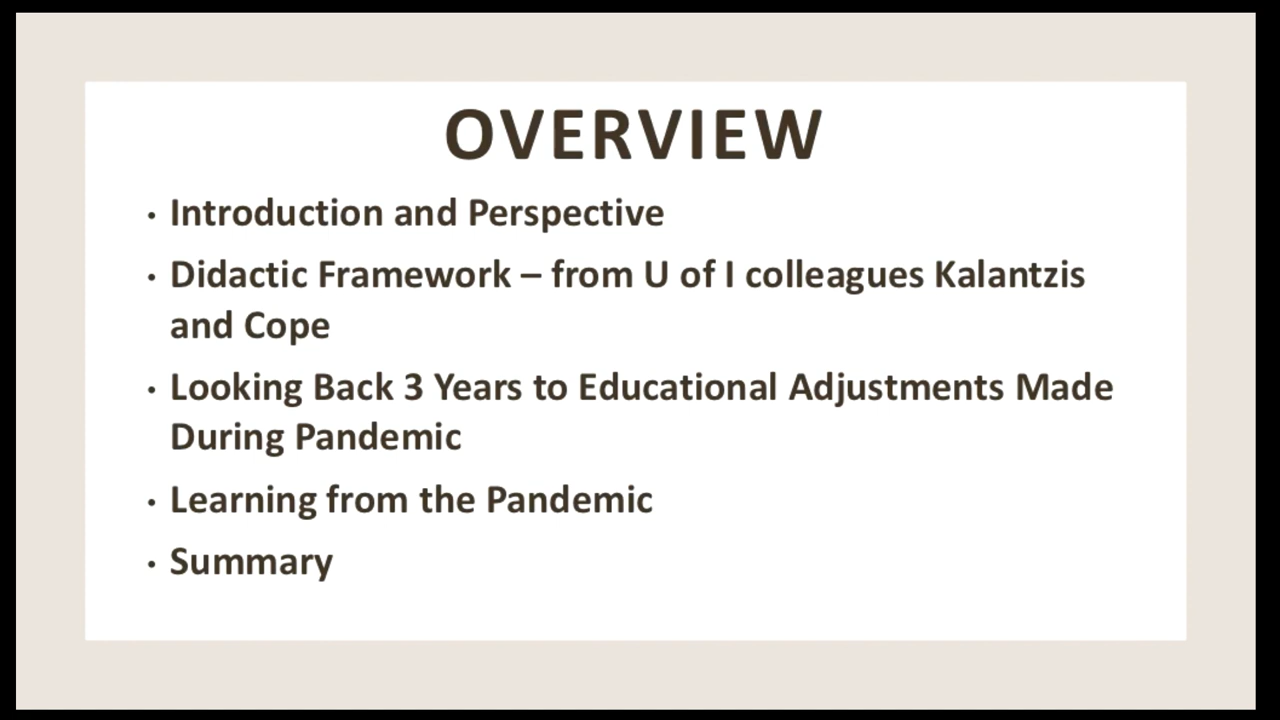 OVERVIEW
• Introduction and Perspective
• Didactic Framework – from U of I colleagues Kalantzis
and Cope
• Looking Back 3 Years to Educational Adjustments Made
During Pandemic
• Learning from the Pandemic
• Summary